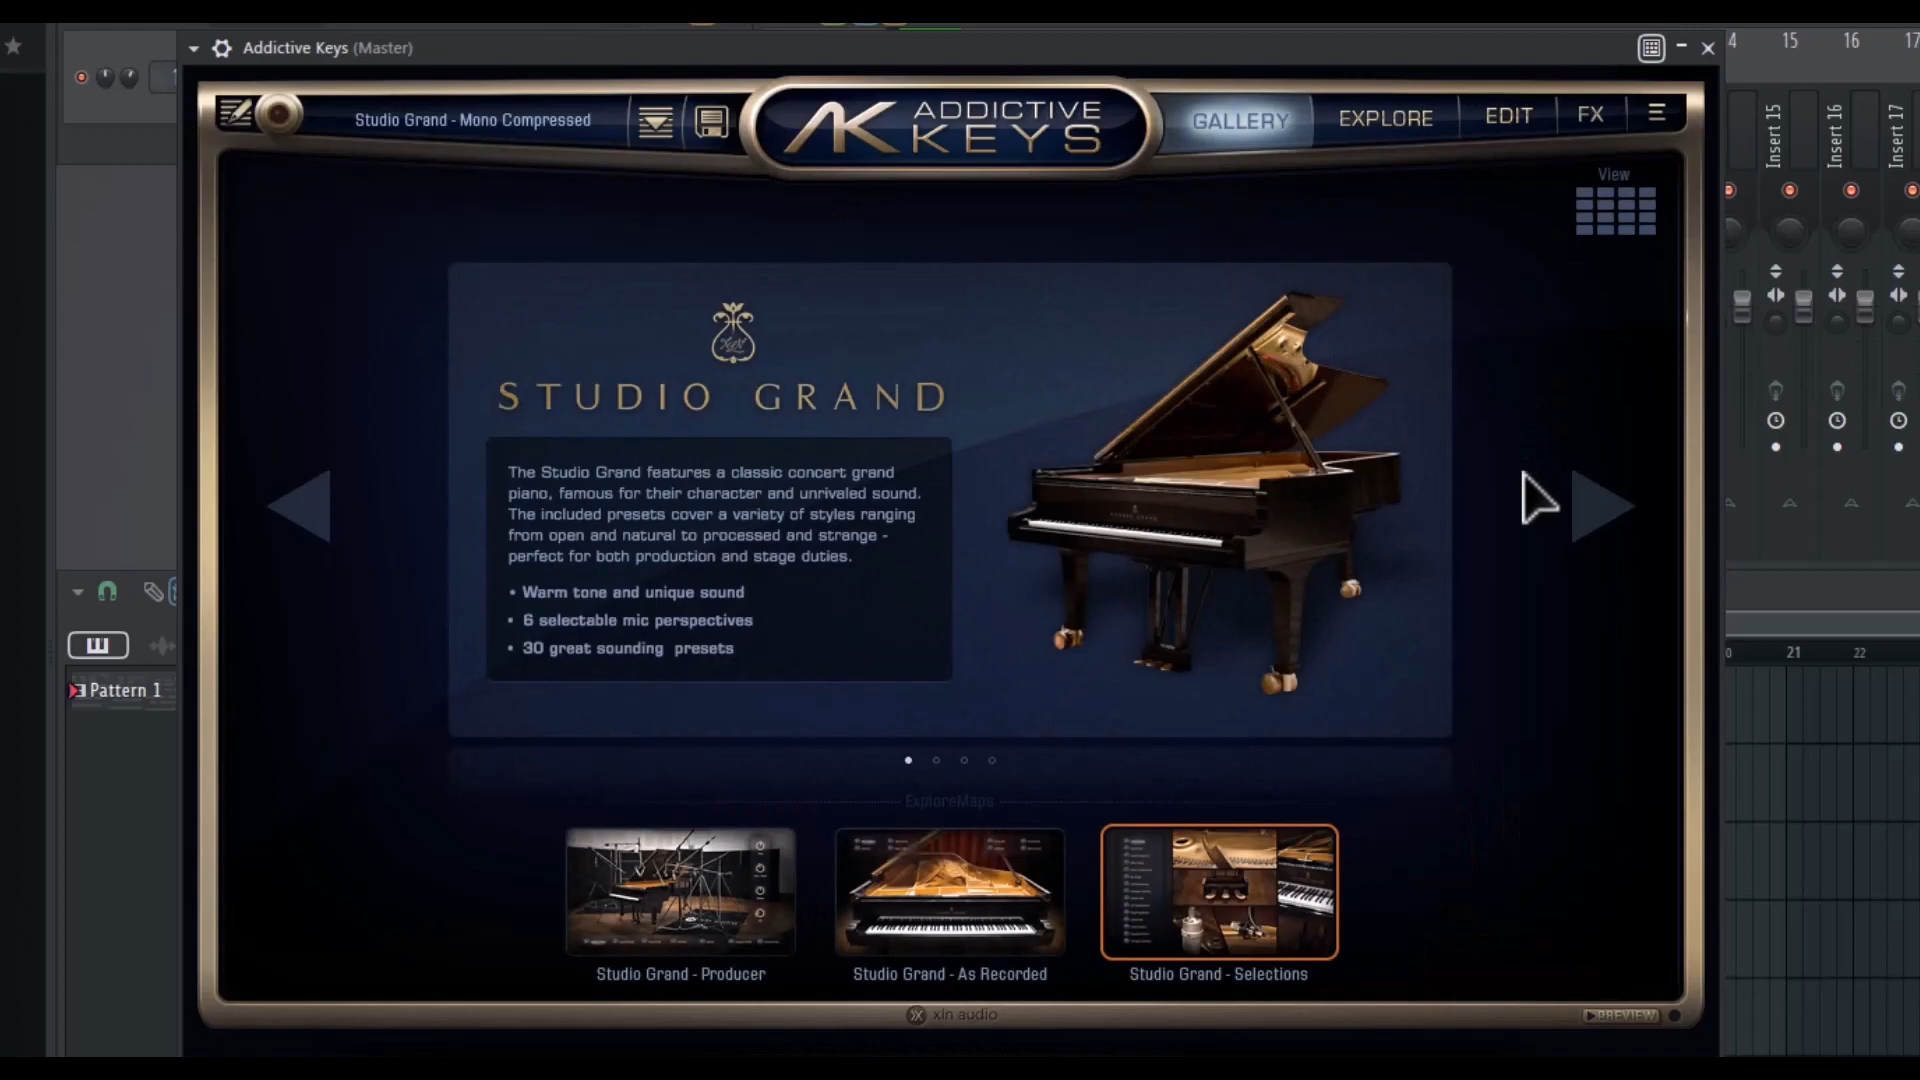 Addictive Keys (Master)
4 15 16 17
Studio Grand - Mono Compressed
ADDICTIVE
KEYS
GALLERY
EXPLORE
EDIT
FX
Insert 15
Insert 16
Insert 17
View
STUDIO GRAND
The Studio Grand features a classic concert grand
piano, famous for their character and unrivaled sound.
The included presets cover a variety of styles ranging
from open and natural to processed and strange -
perfect for both production and stage duties.
• Warm tone and unique sound
• 6 selectable mic perspectives
• 30 great sounding presets
0 21 22
Pattern 1
ExploreMaps
Studio Grand - Producer
Studio Grand - As Recorded
Studio Grand - Selections
xln audio
PREVIEW